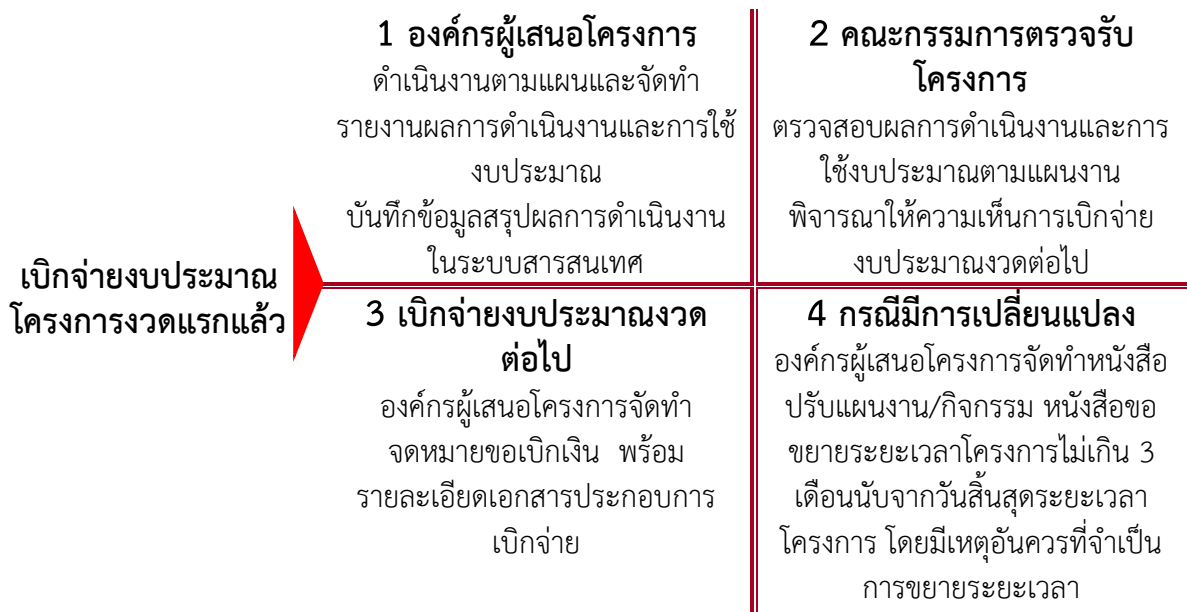 เบิกจ่ายงบประมาณ
โครงการงวดแรกแล้ว
1 องค์กรผู้เสนอโครงการ
ดำเนินงานตามแผนและจัดทำ
รายงานผลการดำเนินงานและการใช้
งบประมาณ
บันทึกข้อมูลสรุปผลการดำเนินงาน
ในระบบสารสนเทศ
2 คณะกรรมการตรวจรับ
โครงการ
ตรวจสอบผลการดำเนินงานและการ
ใช้งบประมาณตามแผนงาน
พิจารณาให้ความเห็นการเบิกจ่าย
งบประมาณงวดต่อไป
3 เบิกจ่ายงบประมาณงวด
ต่อไป
องค์กรผู้เสนอโครงการจัดทำ
จดหมายขอเบิกเงิน พร้อม
รายละเอียดเอกสารประกอบการ
เบิกจ่าย
4 กรณีมีการเปลี่ยนแปลง
องค์กรผู้เสนอโครงการจัดทำหนังสือ
ปรับแผนงาน/กิจกรรม หนังสือขอ
ขยายระยะเวลาโครงการไม่เกิน 3
เดือนนับจากวันสิ้นสุดระยะเวลา
โครงการ โดยมีเหตุอันควรที่จำเป็น
การขยายระยะเวลา